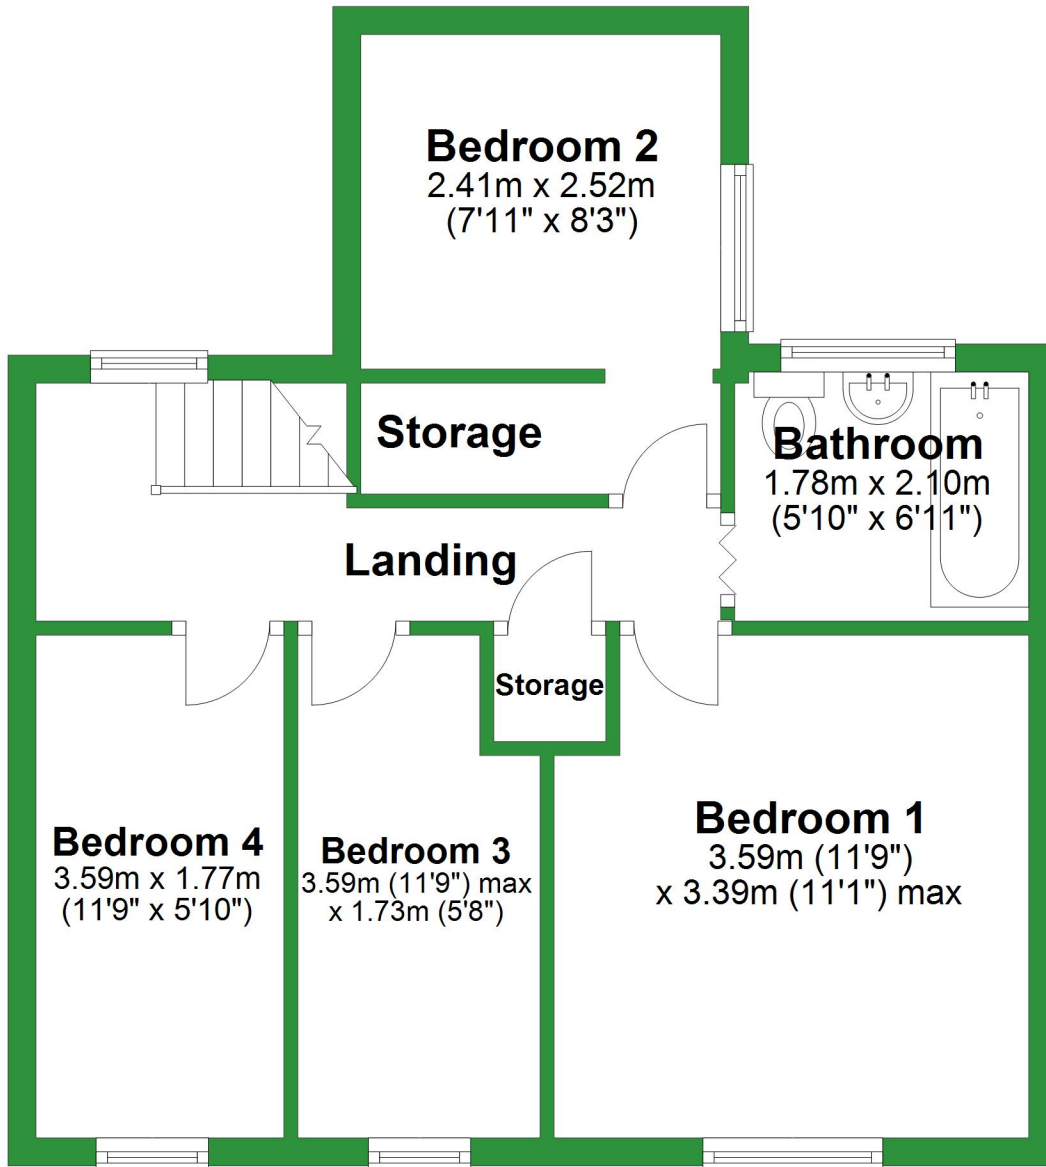 Bedroom 2
2.41m x 2.52m
(7'11" x 8'3")
Storage
Bathroom
1.78m x 2.10m
(5'10" x 6'11")
Landing
Storage
Bedroom 4
3.59m x 1.77m
(11'9" x 5'10")
Bedroom 3
3.59m (11'9") max
x 1.73m (5'8")
Bedroom 1
3.59m (11'9")
x 3.39m (11'1") max